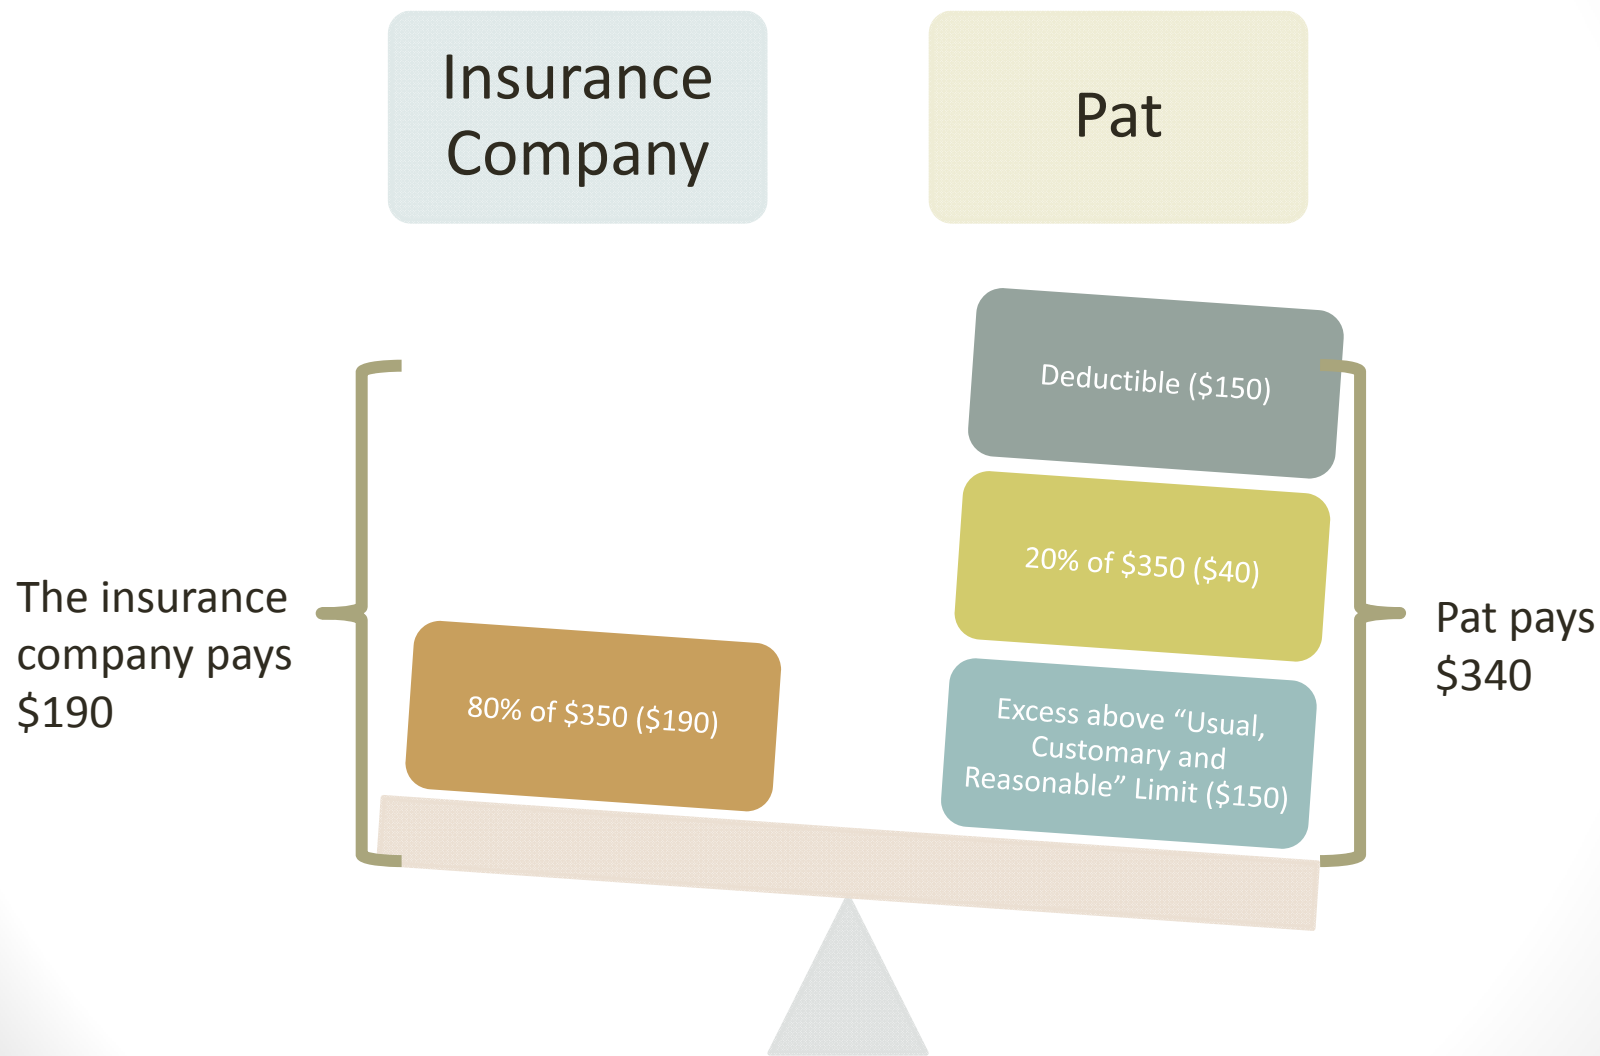 Insurance
Company
Pat
Deductible ($150)
20% of $350 ($40)
Excess above “Usual,
Customary and
Reasonable” Limit ($150)
80% of $350 ($190)
The insurance
company pays
$190
Pat pays
$340